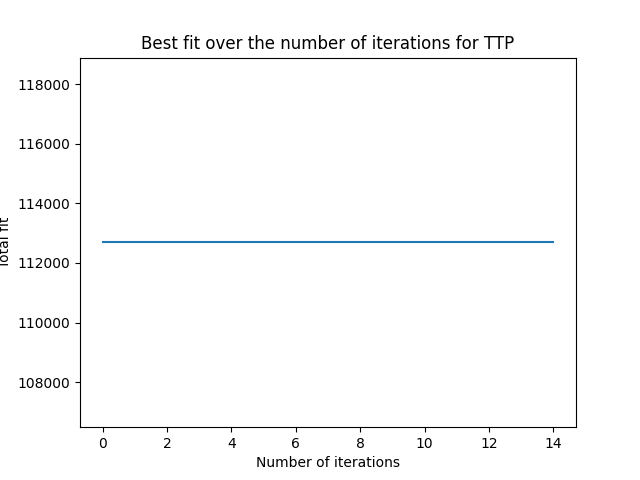 Best fit over the number of iterations for TTP
118000
116000
114000
112000
110000
108000
Total fit
0 2 4 6 8 10 12 14
Number of iterations